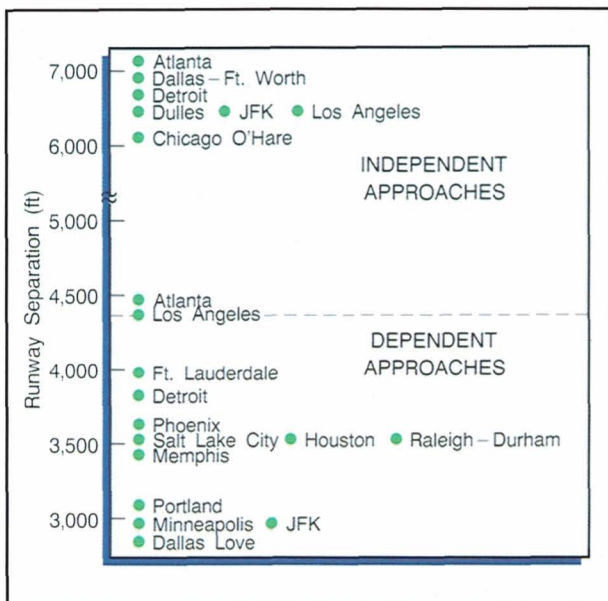 7,000
Atlanta
Dallas – Ft. Worth
Detroit
Dulles JFK Los Angeles
6,000
Chicago O'Hare
INDEPENDENT
APPROACHES
5,000
4,500
Atlanta
Los Angeles
DEPENDENT
APPROACHES
4,000
Ft. Lauderdale
Detroit
Phoenix
3,500
Salt Lake City Houston Raleigh – Durham
Memphis
Portland
3,000
Minneapolis JFK
Dallas Love
Runway Separation (ft)